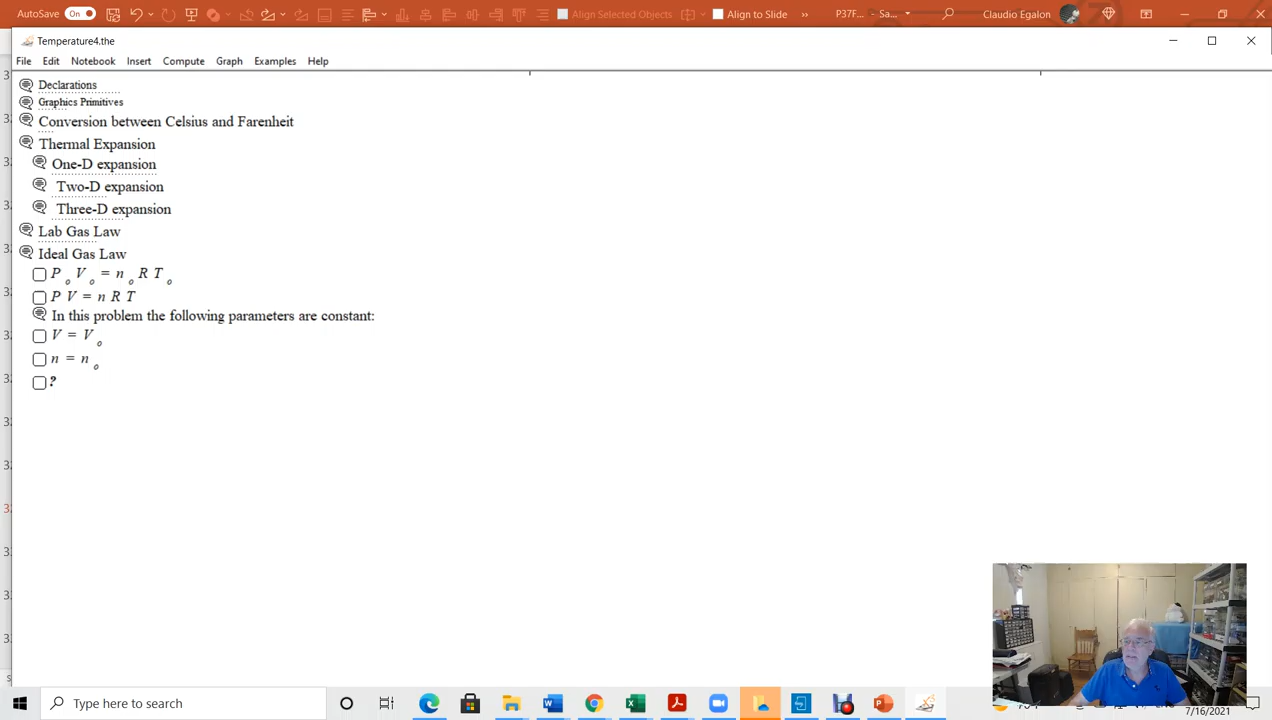 AutoSave On Align Selected Objects Align to Slide » P37F... - Sa... Claudio Egalon
Temperature4.the
File Edit Notebook Insert Compute Graph Examples Help
Declarations
Graphics Primitives
Conversion between Celsius and Farenheit
Thermal Expansion
One-D expansion
Two-D expansion
Three-D expansion
Lab Gas Law
Ideal Gas Law
P o V o = n o R T o
P V = n R T
In this problem the following parameters are constant:
V = V o
n = n o
?
Type here to search
7/16/2021